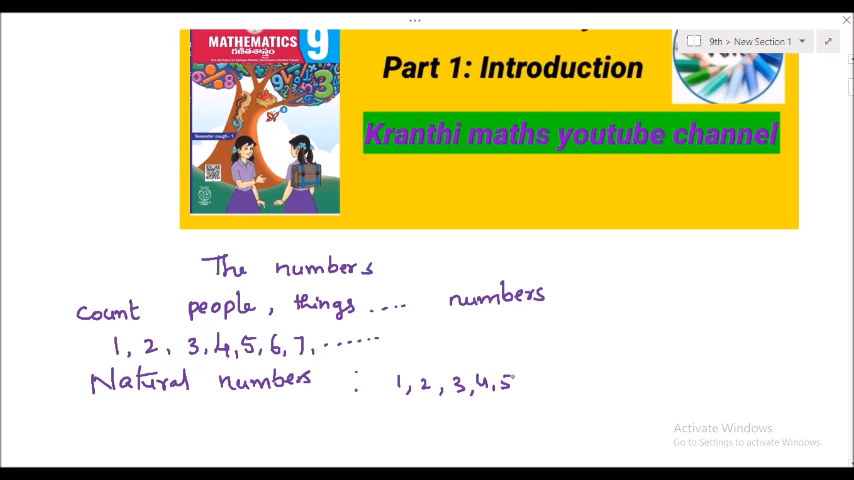 9th > New Section 1
MATHEMATICS 9
గణితశాస్త్రం
Part 1: Introduction
Kranthi maths youtube channel
The numbers
Count people, things .... numbers
1, 2, 3, 4, 5, 6, 7, ......
Natural numbers : 1, 2, 3, 4, 5
Activate Windows
Go to Settings to activate Windows.